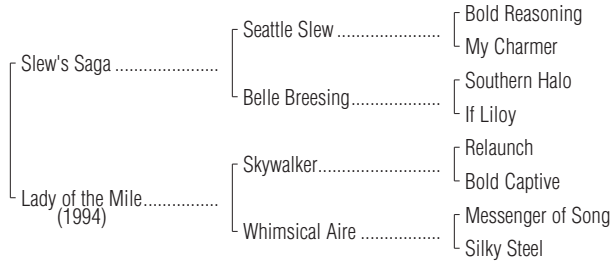 Bold Reasoning
Seattle Slew ..................
My Charmer
Slew's Saga ..................
Southern Halo
Belle Breesing................
If Liloy
Relaunch
Skywalker......................
Bold Captive
Lady of the Mile.............
(1994)
Messenger of Song
Whimsical Aire ..............
Silky Steel